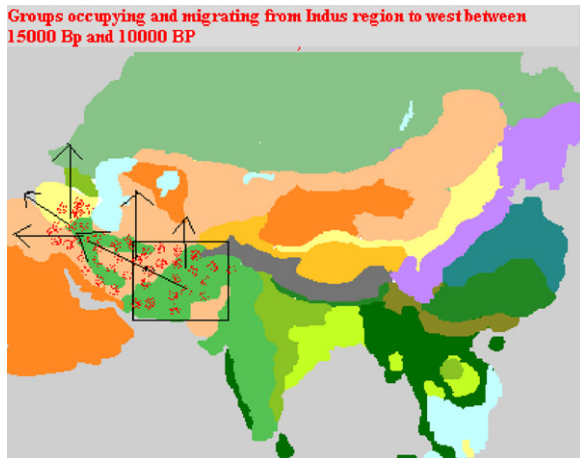 Groups occupying and migrating from Indus region to west between
15000 Bp and 10000 BP